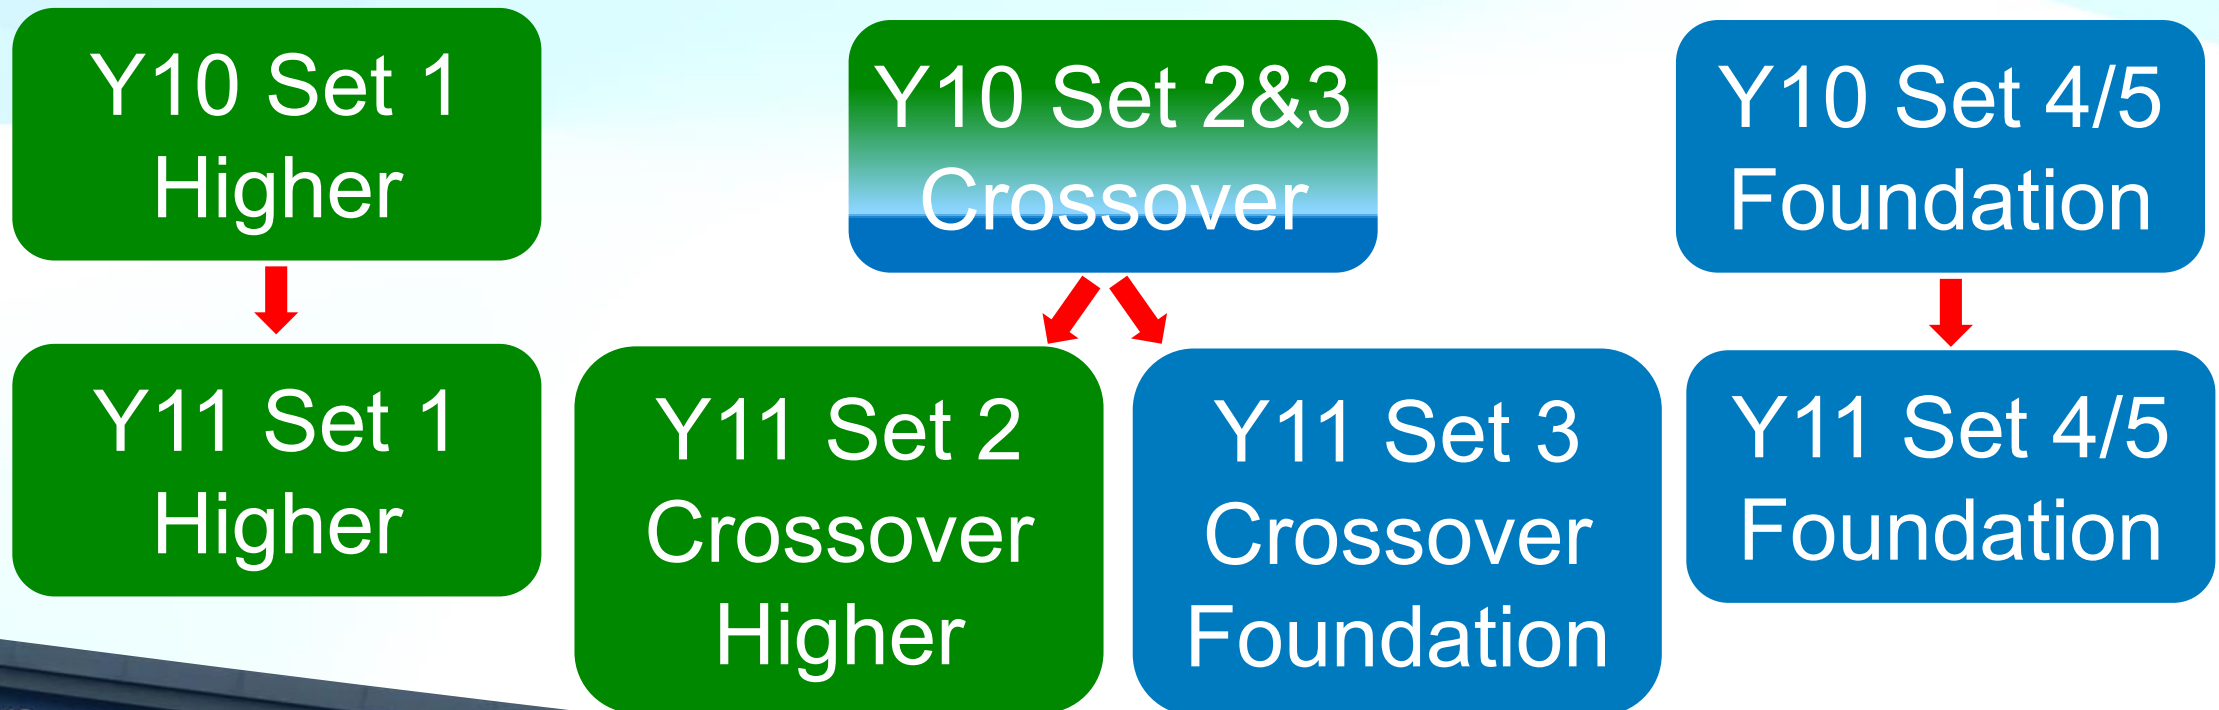 Y10 Set 1
Higher
Y10 Set 2&3
Crossover
Y10 Set 4/5
Foundation
Y11 Set 1
Higher
Y11 Set 2
Crossover
Higher
Y11 Set 3
Crossover
Foundation
Y11 Set 4/5
Foundation